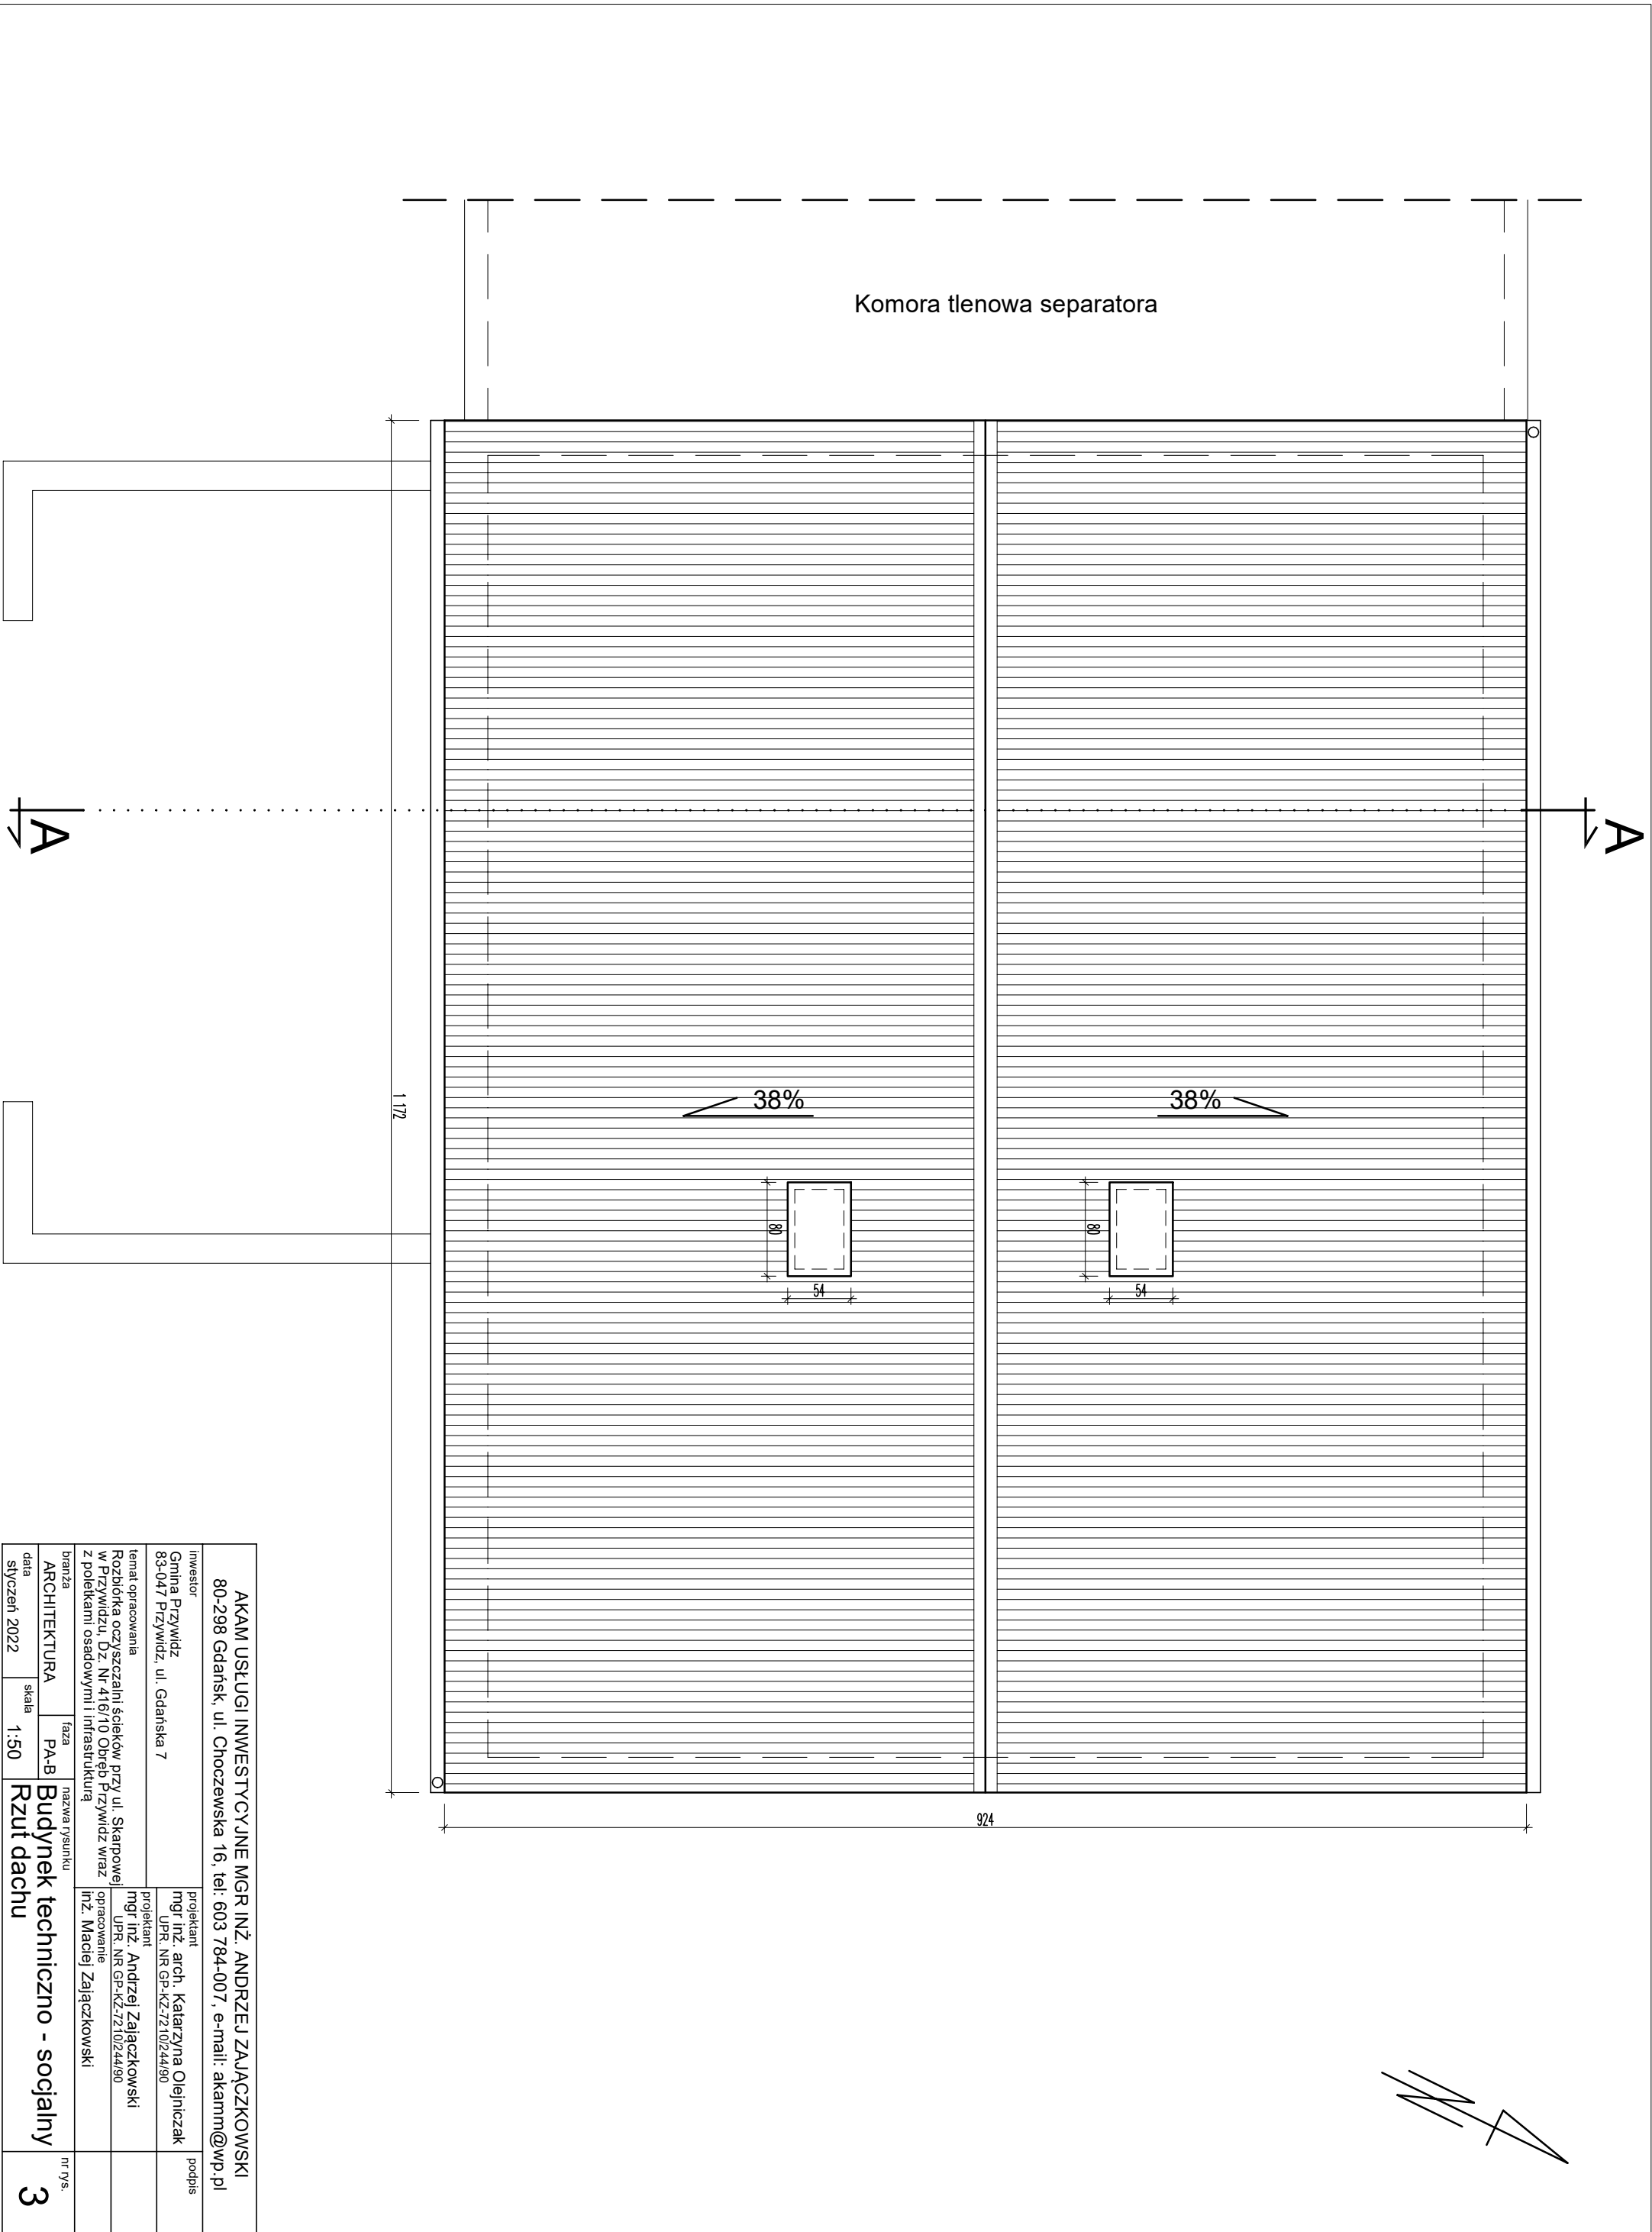 Komora tlenowa separatora
A
A
38%
38%
80
54
80
54
1 172
924
AKAM USŁUGI INWESTYCYJNE MGR INŻ. ANDRZEJ ZAJĄCZKOWSKI
80-298 Gdańsk, ul. Choczewska 16, tel: 603 784-007, e-mail: akamm@wp.pl
inwestor
Gmina Przywidz
83-047 Przywidz, ul. Gdańska 7
temat opracowania
Rozbiórka oczyszczalni ścieków przy ul. Skarpowej
w Przywidzu, Dz. Nr 416/10 Obręb Przywidz wraz
z poletkami osadowymi i infrastrukturą
projektant
mgr inż. arch. Katarzyna Olejniczak
UPR. NR GP-KZ-7210/244/90
podpis
projektant
mgr inż. Andrzej Zajączkowski
UPR. NR GP-KZ-7210/244/90
opracowanie
inż. Maciej Zajączkowski
branża
ARCHITEKTURA
faza
PA-B
data
styczeń 2022
skala
1:50
nazwa rysunku
Budynek techniczno - socjalny
Rzut dachu
nr rys.
3